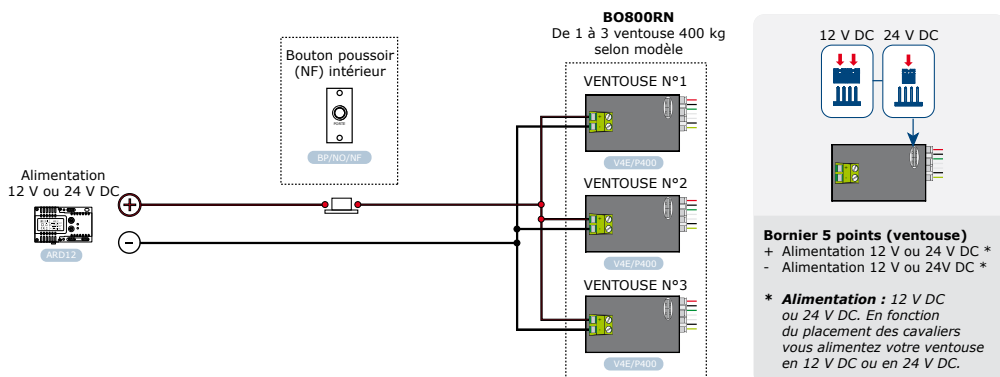 BO800RN
De 1 à 3 ventouse 400 kg
selon modèle
Bouton poussoir
(NF) intérieur
PORTE
BP/NO/NF
Alimentation
12 V ou 24 V DC
ARD12
+
-
VENTOUSE N°1
V4E/P400
VENTOUSE N°2
V4E/P400
VENTOUSE N°3
V4E/P400
12 V DC 24 V DC
Bornier 5 points (ventouse)
+ Alimentation 12 V ou 24 V DC *
- Alimentation 12 V ou 24V DC *
* Alimentation : 12 V DC
ou 24 V DC. En fonction
du placement des cavaliers
vous alimentez votre ventouse
en 12 V DC ou en 24 V DC.